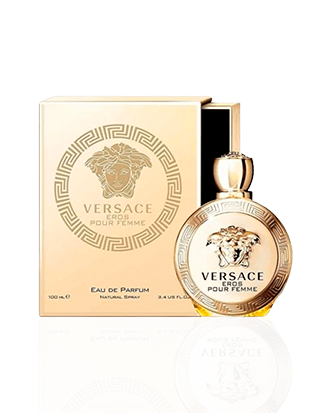 VERSACE
EROS
POUR FEMME
EAU DE PARFUM
100 ML ℮ NATURAL SPRAY 3.4 US FL.OZ
VERSACE
EROS
POUR FEMME